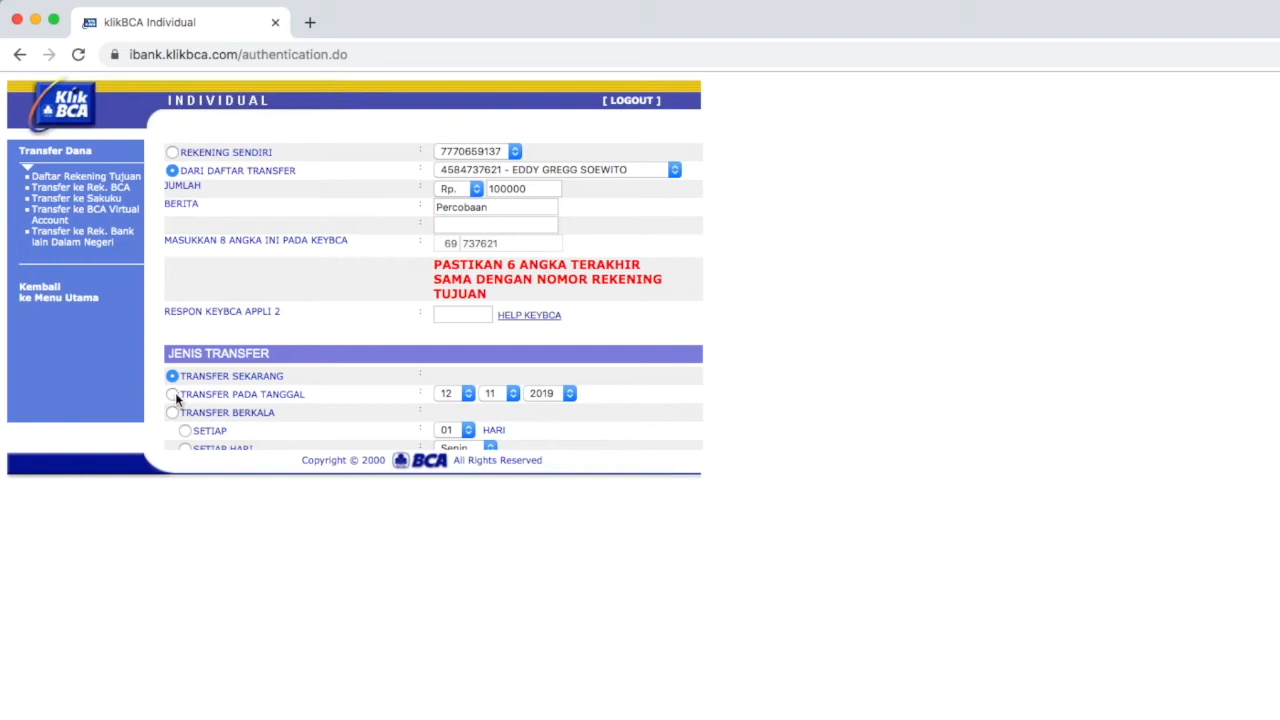 klikBCA Individual
ibank.klikbca.com/authentication.do
Klik BCA
INDIVIDUAL
[ LOGOUT ]
Transfer Dana
Daftar Rekening Tujuan
Transfer ke Rek. BCA
Transfer ke Sakuku
Transfer ke BCA Virtual
Account
Transfer ke Rek. Bank
lain Dalam Negeri
Kembali
ke Menu Utama
REKENING SENDIRI : 7770659137
DARI DAFTAR TRANSFER : 4584737621 - EDDY GREGG SOEWITO
JUMLAH : Rp. 100000
BERITA : Percobaan
:
MASUKKAN 8 ANGKA INI PADA KEYBCA : 69 737621
PASTIKAN 6 ANGKA TERAKHIR
SAMA DENGAN NOMOR REKENING
TUJUAN
RESPON KEYBCA APPLI 2 : HELP KEYBCA
JENIS TRANSFER
TRANSFER SEKARANG :
TRANSFER PADA TANGGAL : 12 11 2019
TRANSFER BERKALA :
SETIAP : 01 HARI
SETIAP HARI Senin
Copyright © 2000 BCA All Rights Reserved